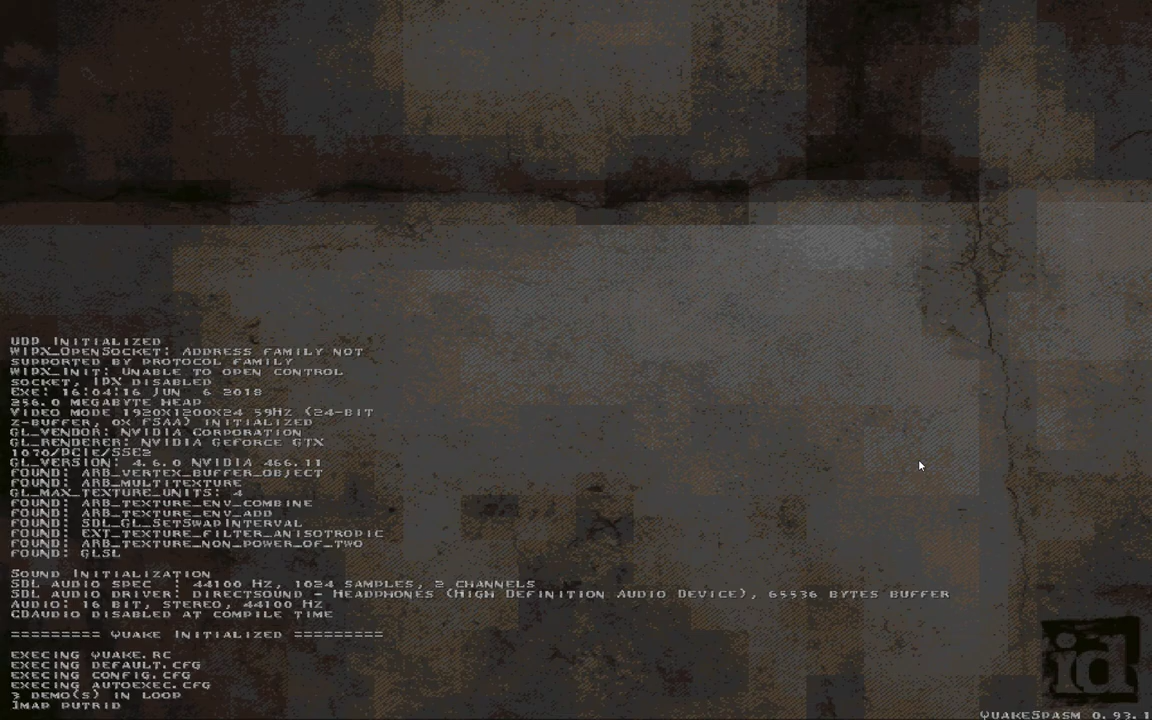 UDP Initialized
WIPX_OpenSocket: Address family not
supported by protocol family
WIPX_Init: Unable to open control
socket, IPX disabled
Exe: 16:04:16 Jun  6 2018
256.0 megabyte heap
Video mode 1920x1200x24 59Hz (24-bit
z-buffer, 0x FSAA) initialized
GL_VENDOR: NVIDIA Corporation
GL_RENDERER: NVIDIA GeForce GTX
1070/PCIe/SSE2
GL_VERSION: 4.6.0 NVIDIA 466.11
FOUND: ARB_vertex_buffer_object
FOUND: ARB_multitexture
GL_MAX_TEXTURE_UNITS: 4
FOUND: ARB_texture_env_combine
FOUND: ARB_texture_env_add
FOUND: SDL_GL_SetSwapInterval
FOUND: EXT_texture_filter_anisotropic
FOUND: ARB_texture_non_power_of_two
FOUND: GLSL
Sound Initialization
SDL audio spec  : 44100 Hz, 1024 samples, 2 channels
SDL audio driver: directsound - Headphones (High Definition Audio Device), 65536 bytes buffer
Audio: 16 bit, stereo, 44100 Hz
CDAudio disabled at compile time
========= Quake Initialized =========
execing quake.rc
execing default.cfg
execing config.cfg
execing autoexec.cfg
3 demo(s) in loop
]map putrid
id
QuakeSpasm 0.93.1